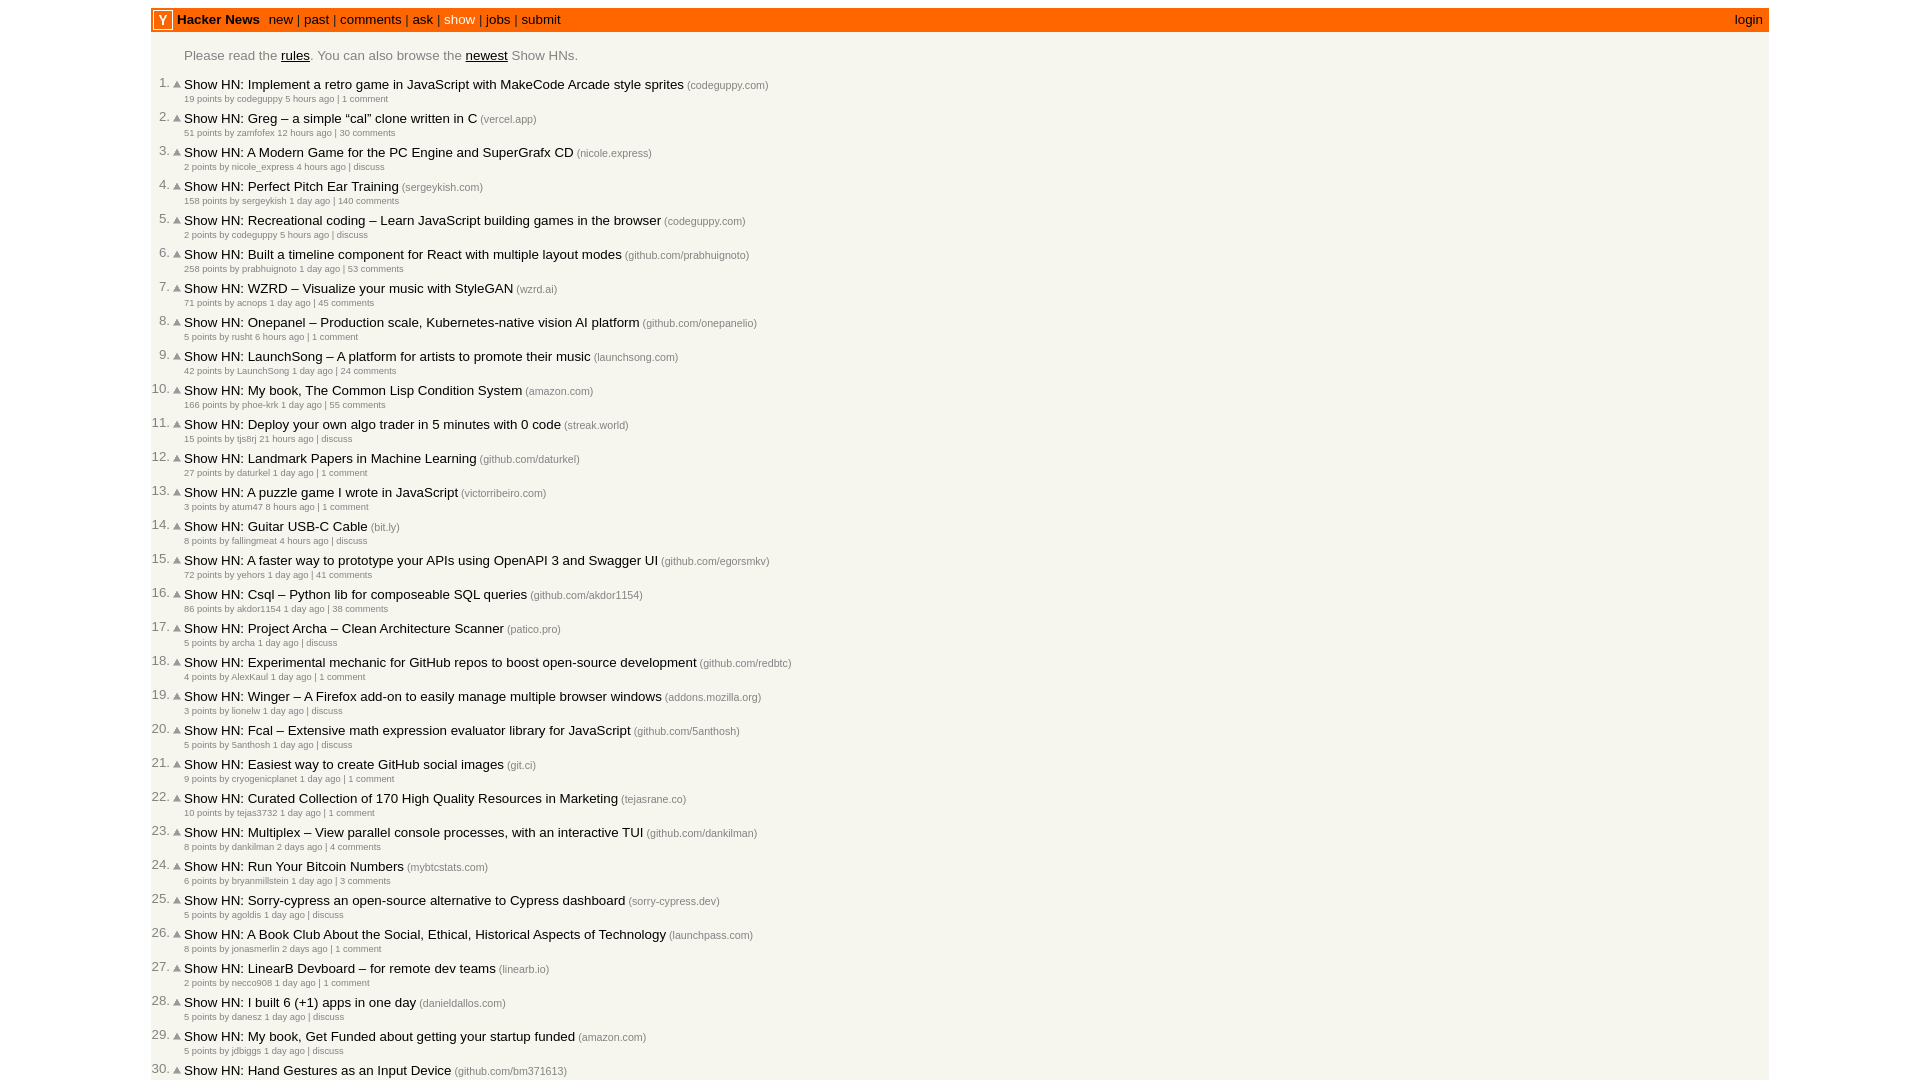 Y Hacker News new | past | comments | ask | show | jobs | submit login
Please read the rules. You can also browse the newest Show HNs.
1. Show HN: Implement a retro game in JavaScript with MakeCode Arcade style sprites (codeguppy.com)
19 points by codeguppy 5 hours ago | 1 comment
2. Show HN: Greg – a simple “cal” clone written in C (vercel.app)
51 points by zamfofex 12 hours ago | 30 comments
3. Show HN: A Modern Game for the PC Engine and SuperGrafx CD (nicole.express)
2 points by nicole_express 4 hours ago | discuss
4. Show HN: Perfect Pitch Ear Training (sergeykish.com)
158 points by sergeykish 1 day ago | 140 comments
5. Show HN: Recreational coding – Learn JavaScript building games in the browser (codeguppy.com)
2 points by codeguppy 5 hours ago | discuss
6. Show HN: Built a timeline component for React with multiple layout modes (github.com/prabhuignoto)
258 points by prabhuignoto 1 day ago | 53 comments
7. Show HN: WZRD – Visualize your music with StyleGAN (wzrd.ai)
71 points by acnops 1 day ago | 45 comments
8. Show HN: Onepanel – Production scale, Kubernetes-native vision AI platform (github.com/onepanelio)
5 points by rusht 6 hours ago | 1 comment
9. Show HN: LaunchSong – A platform for artists to promote their music (launchsong.com)
42 points by LaunchSong 1 day ago | 24 comments
10. Show HN: My book, The Common Lisp Condition System (amazon.com)
166 points by phoe-krk 1 day ago | 55 comments
11. Show HN: Deploy your own algo trader in 5 minutes with 0 code (streak.world)
15 points by tjs8rj 21 hours ago | discuss
12. Show HN: Landmark Papers in Machine Learning (github.com/daturkel)
27 points by daturkel 1 day ago | 1 comment
13. Show HN: A puzzle game I wrote in JavaScript (victorribeiro.com)
3 points by atum47 8 hours ago | 1 comment
14. Show HN: Guitar USB-C Cable (bit.ly)
8 points by fallingmeat 4 hours ago | discuss
15. Show HN: A faster way to prototype your APIs using OpenAPI 3 and Swagger UI (github.com/egorsmkv)
72 points by yehors 1 day ago | 41 comments
16. Show HN: Csql – Python lib for composeable SQL queries (github.com/akdor1154)
86 points by akdor1154 1 day ago | 38 comments
17. Show HN: Project Archa – Clean Architecture Scanner (patico.pro)
5 points by archa 1 day ago | discuss
18. Show HN: Experimental mechanic for GitHub repos to boost open-source development (github.com/redbtc)
4 points by AlexKaul 1 day ago | 1 comment
19. Show HN: Winger – A Firefox add-on to easily manage multiple browser windows (addons.mozilla.org)
3 points by lionelw 1 day ago | discuss
20. Show HN: Fcal – Extensive math expression evaluator library for JavaScript (github.com/5anthosh)
5 points by 5anthosh 1 day ago | discuss
21. Show HN: Easiest way to create GitHub social images (git.ci)
9 points by cryogenicplanet 1 day ago | 1 comment
22. Show HN: Curated Collection of 170 High Quality Resources in Marketing (tejasrane.co)
10 points by tejas3732 1 day ago | 1 comment
23. Show HN: Multiplex – View parallel console processes, with an interactive TUI (github.com/dankilman)
8 points by dankilman 2 days ago | 4 comments
24. Show HN: Run Your Bitcoin Numbers (mybtcstats.com)
6 points by bryanmillstein 1 day ago | 3 comments
25. Show HN: Sorry-cypress an open-source alternative to Cypress dashboard (sorry-cypress.dev)
5 points by agoldis 1 day ago | discuss
26. Show HN: A Book Club About the Social, Ethical, Historical Aspects of Technology (launchpass.com)
8 points by jonasmerlin 2 days ago | 1 comment
27. Show HN: LinearB Devboard – for remote dev teams (linearb.io)
2 points by necco908 1 day ago | 1 comment
28. Show HN: I built 6 (+1) apps in one day (danieldallos.com)
5 points by danesz 1 day ago | discuss
29. Show HN: My book, Get Funded about getting your startup funded (amazon.com)
5 points by jdbiggs 1 day ago | discuss
30. Show HN: Hand Gestures as an Input Device (github.com/bm371613)